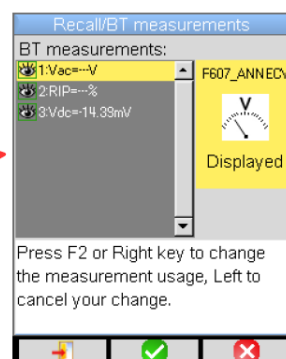 Recall/BT measurements
BT measurements:
1:Vac=---V
2:RIP=---%
3:Vdc=-14.39mV
F607_ANNECY
V
Displayed
Press F2 or Right key to change
the measurement usage, Left to
cancel your change.